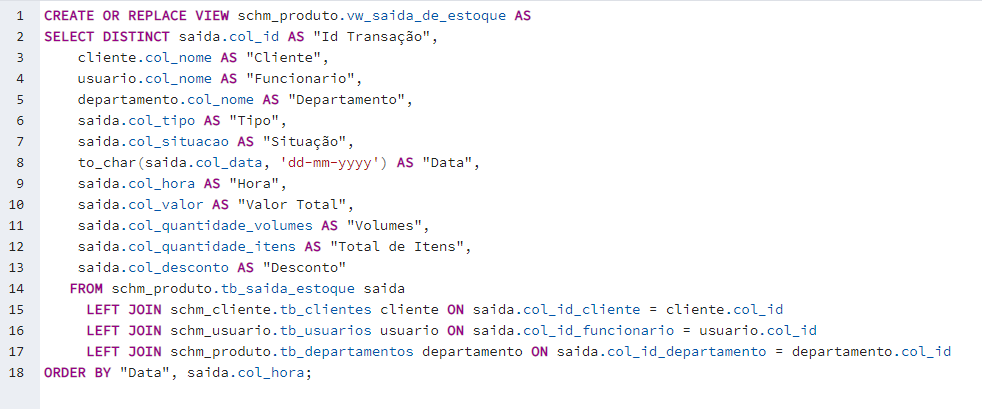 1 CREATE OR REPLACE VIEW schm_produto.vw_saida_de_estoque AS
2 SELECT DISTINCT saida.col_id AS "Id Transação",
3 cliente.col_nome AS "Cliente",
4 usuario.col_nome AS "Funcionario",
5 departamento.col_nome AS "Departamento",
6 saida.col_tipo AS "Tipo",
7 saida.col_situacao AS "Situação",
8 to_char(saida.col_data, 'dd-mm-yyyy') AS "Data",
9 saida.col_hora AS "Hora",
10 saida.col_valor AS "Valor Total",
11 saida.col_quantidade_volumes AS "Volumes",
12 saida.col_quantidade_itens AS "Total de Itens",
13 saida.col_desconto AS "Desconto"
14 FROM schm_produto.tb_saida_estoque saida
15 LEFT JOIN schm_cliente.tb_clientes cliente ON saida.col_id_cliente = cliente.col_id
16 LEFT JOIN schm_usuario.tb_usuarios usuario ON saida.col_id_funcionario = usuario.col_id
17 LEFT JOIN schm_produto.tb_departamentos departamento ON saida.col_id_departamento = departamento.col_id
18 ORDER BY "Data", saida.col_hora;